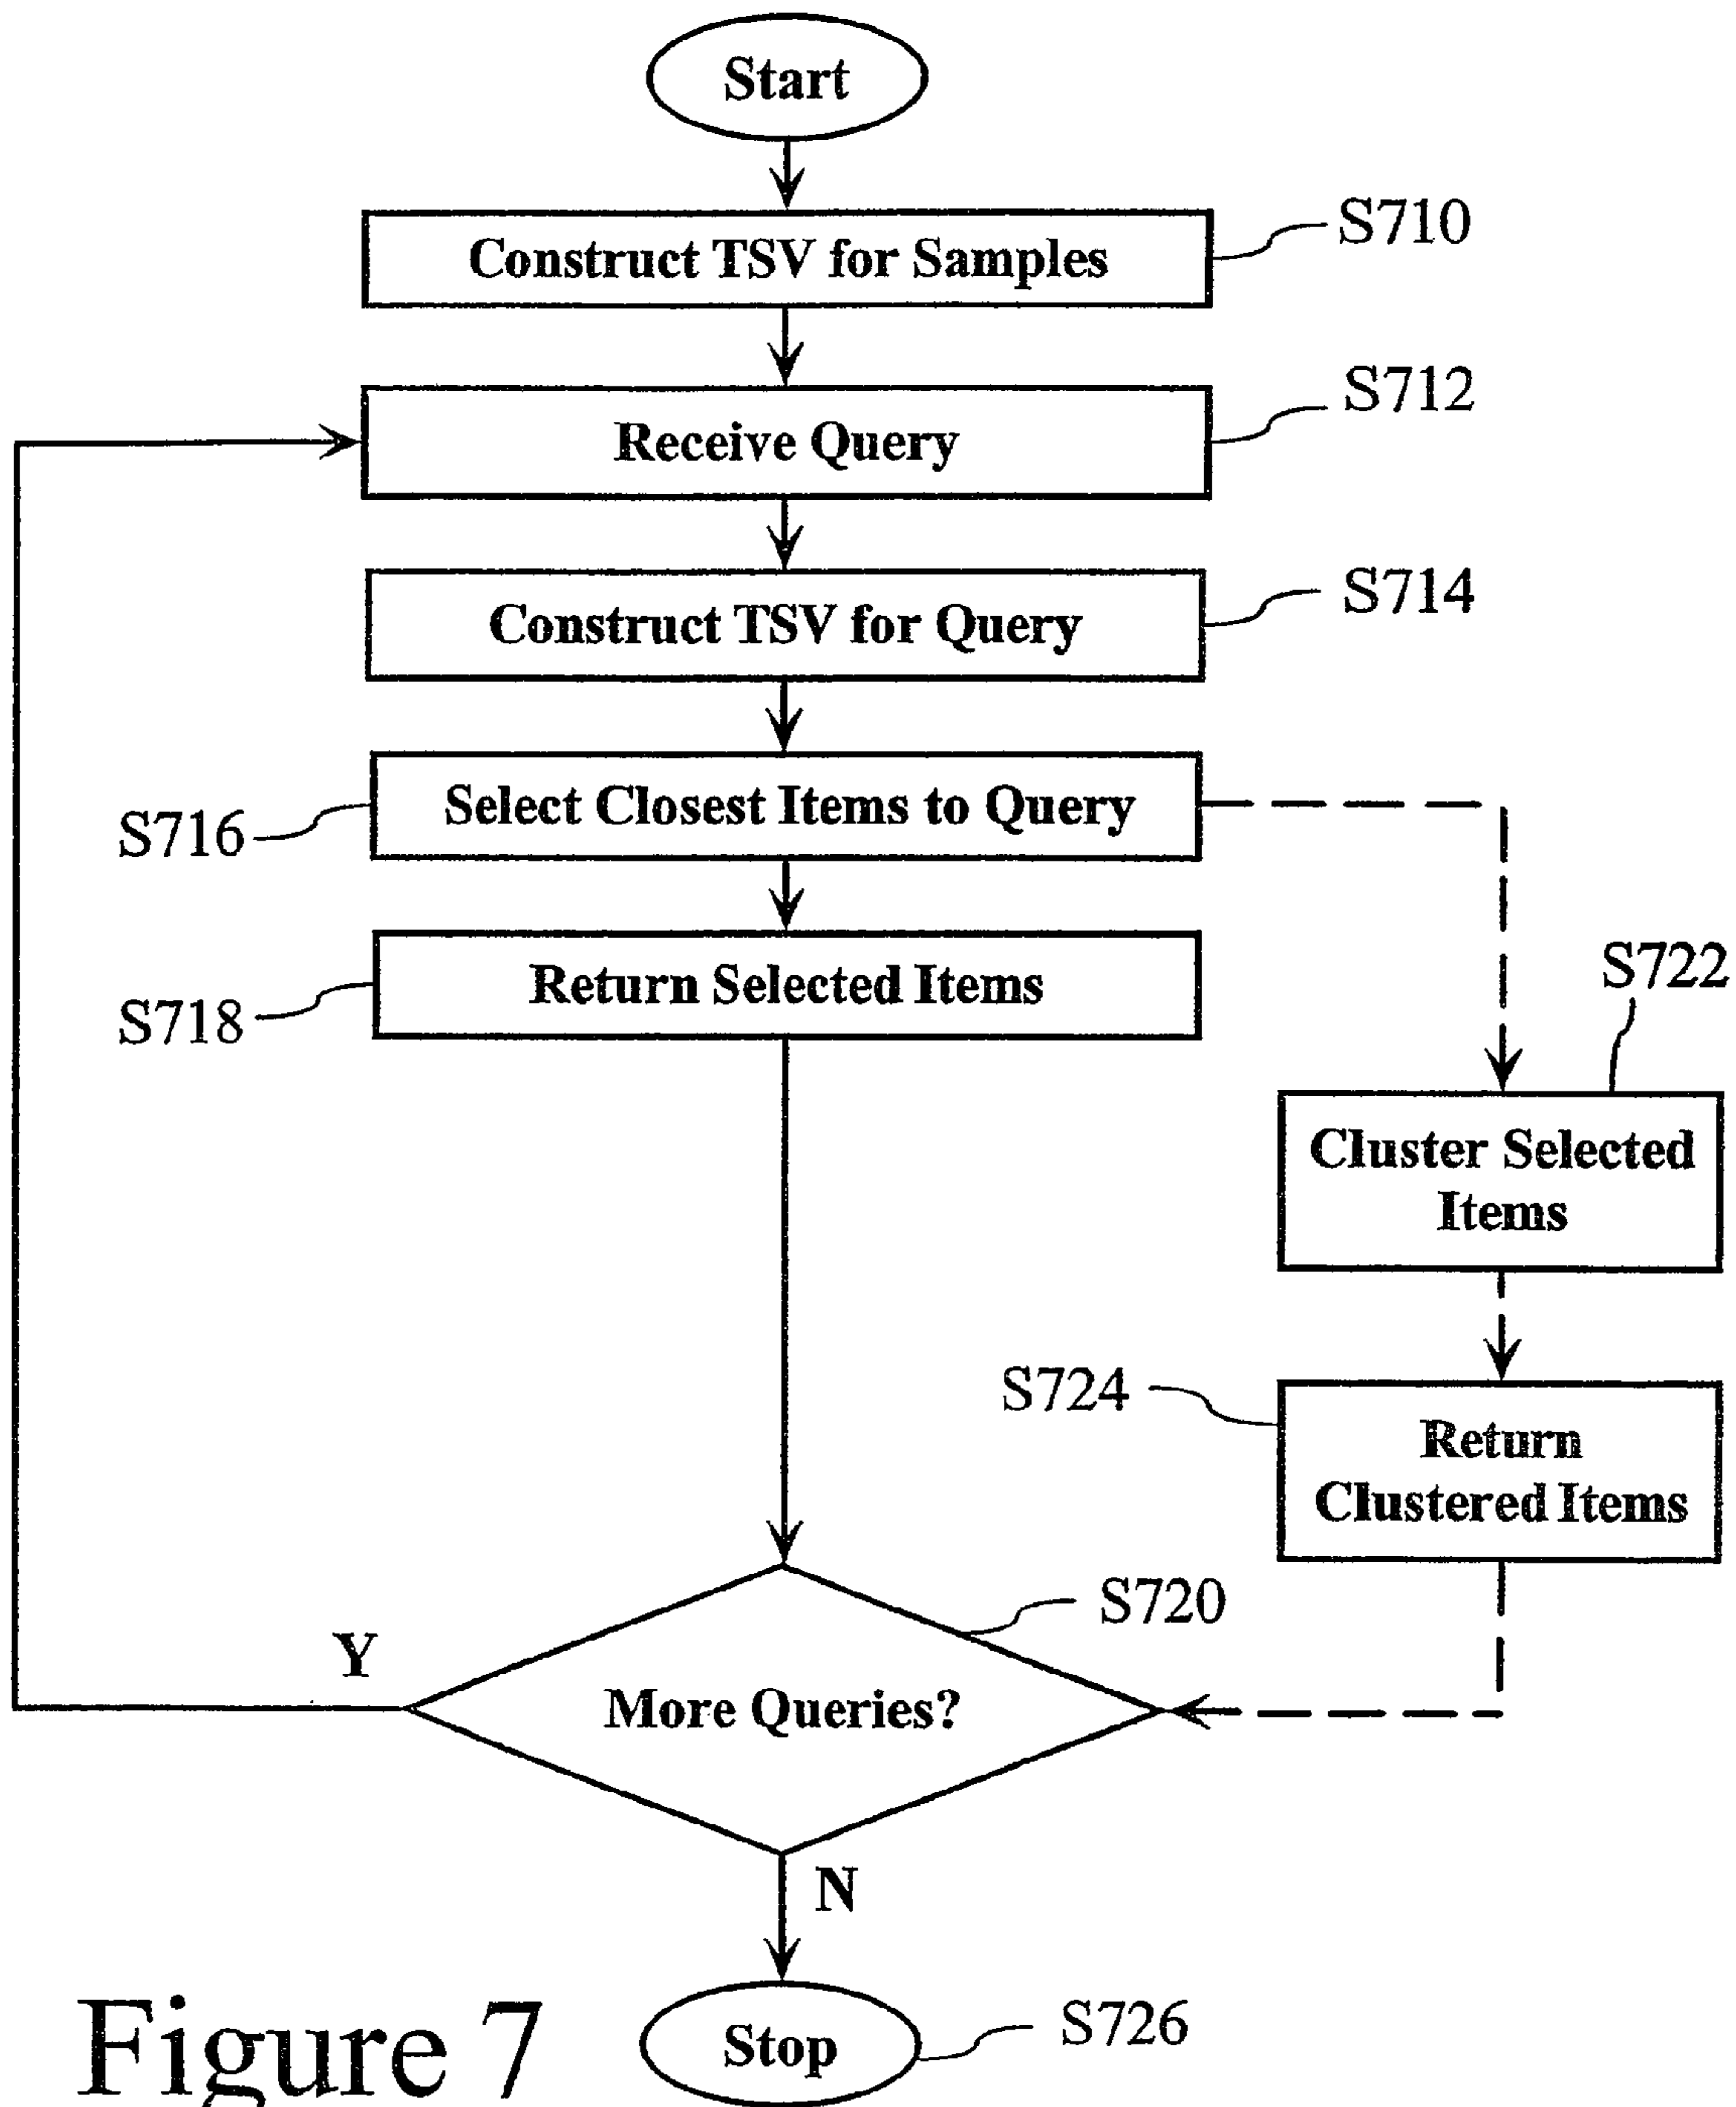 Start
Construct TSV for Samples
S710
Receive Query
S712
Construct TSV for Query
S714
Select Closest Items to Query
S716
Return Selected Items
S718
S722
Cluster Selected
Items
S724
Return
Clustered Items
S720
Y
More Queries?
N
Stop
S726
Figure 7